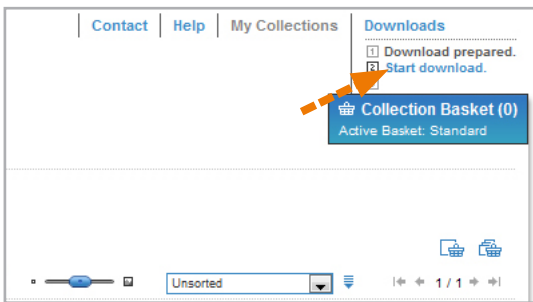 Contact Help My Collections Downloads
1 Download prepared.
2 Start download.
Collection Basket (0)
Active Basket: Standard
Unsorted 1 / 1